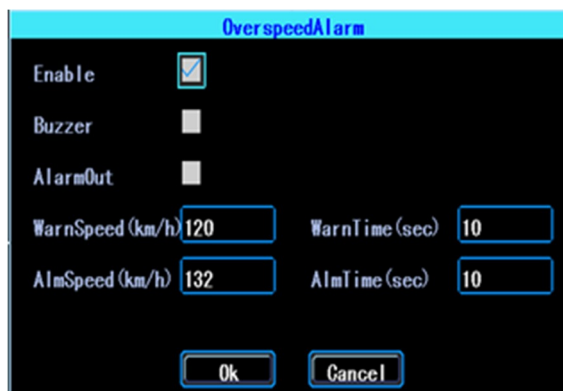 OverspeedAlarm
Enable
Buzzer
AlarmOut
WarnSpeed(km/h) 120 WarnTime(sec) 10
AlmSpeed(km/h) 132 AlmTime(sec) 10
Ok Cancel